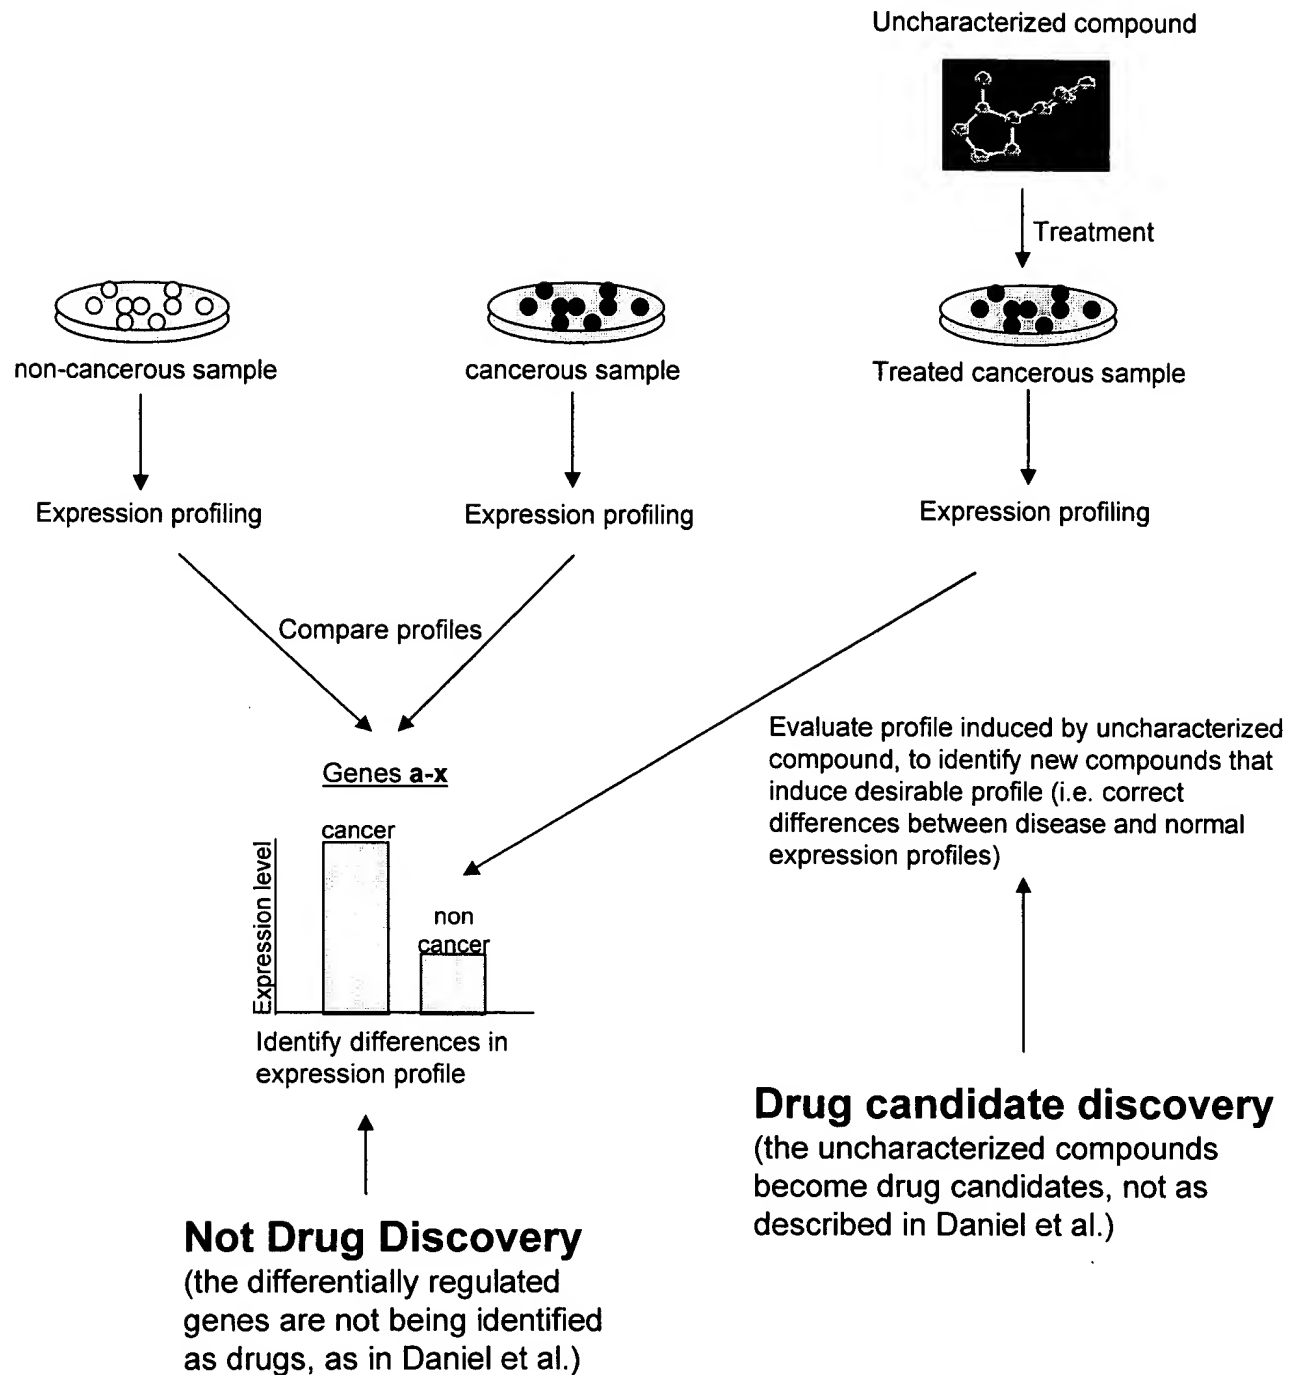 Uncharacterized compound
Treatment
non-cancerous sample
cancerous sample
Treated cancerous sample
Expression profiling
Expression profiling
Expression profiling
Compare profiles
Genes a-x
cancer
non
cancer
Expression level
Identify differences in
expression profile
Evaluate profile induced by uncharacterized
compound, to identify new compounds that
induce desirable profile (i.e. correct
differences between disease and normal
expression profiles)
Drug candidate discovery
(the uncharacterized compounds
become drug candidates, not as
described in Daniel et al.)
Not Drug Discovery
(the differentially regulated
genes are not being identified
as drugs, as in Daniel et al.)